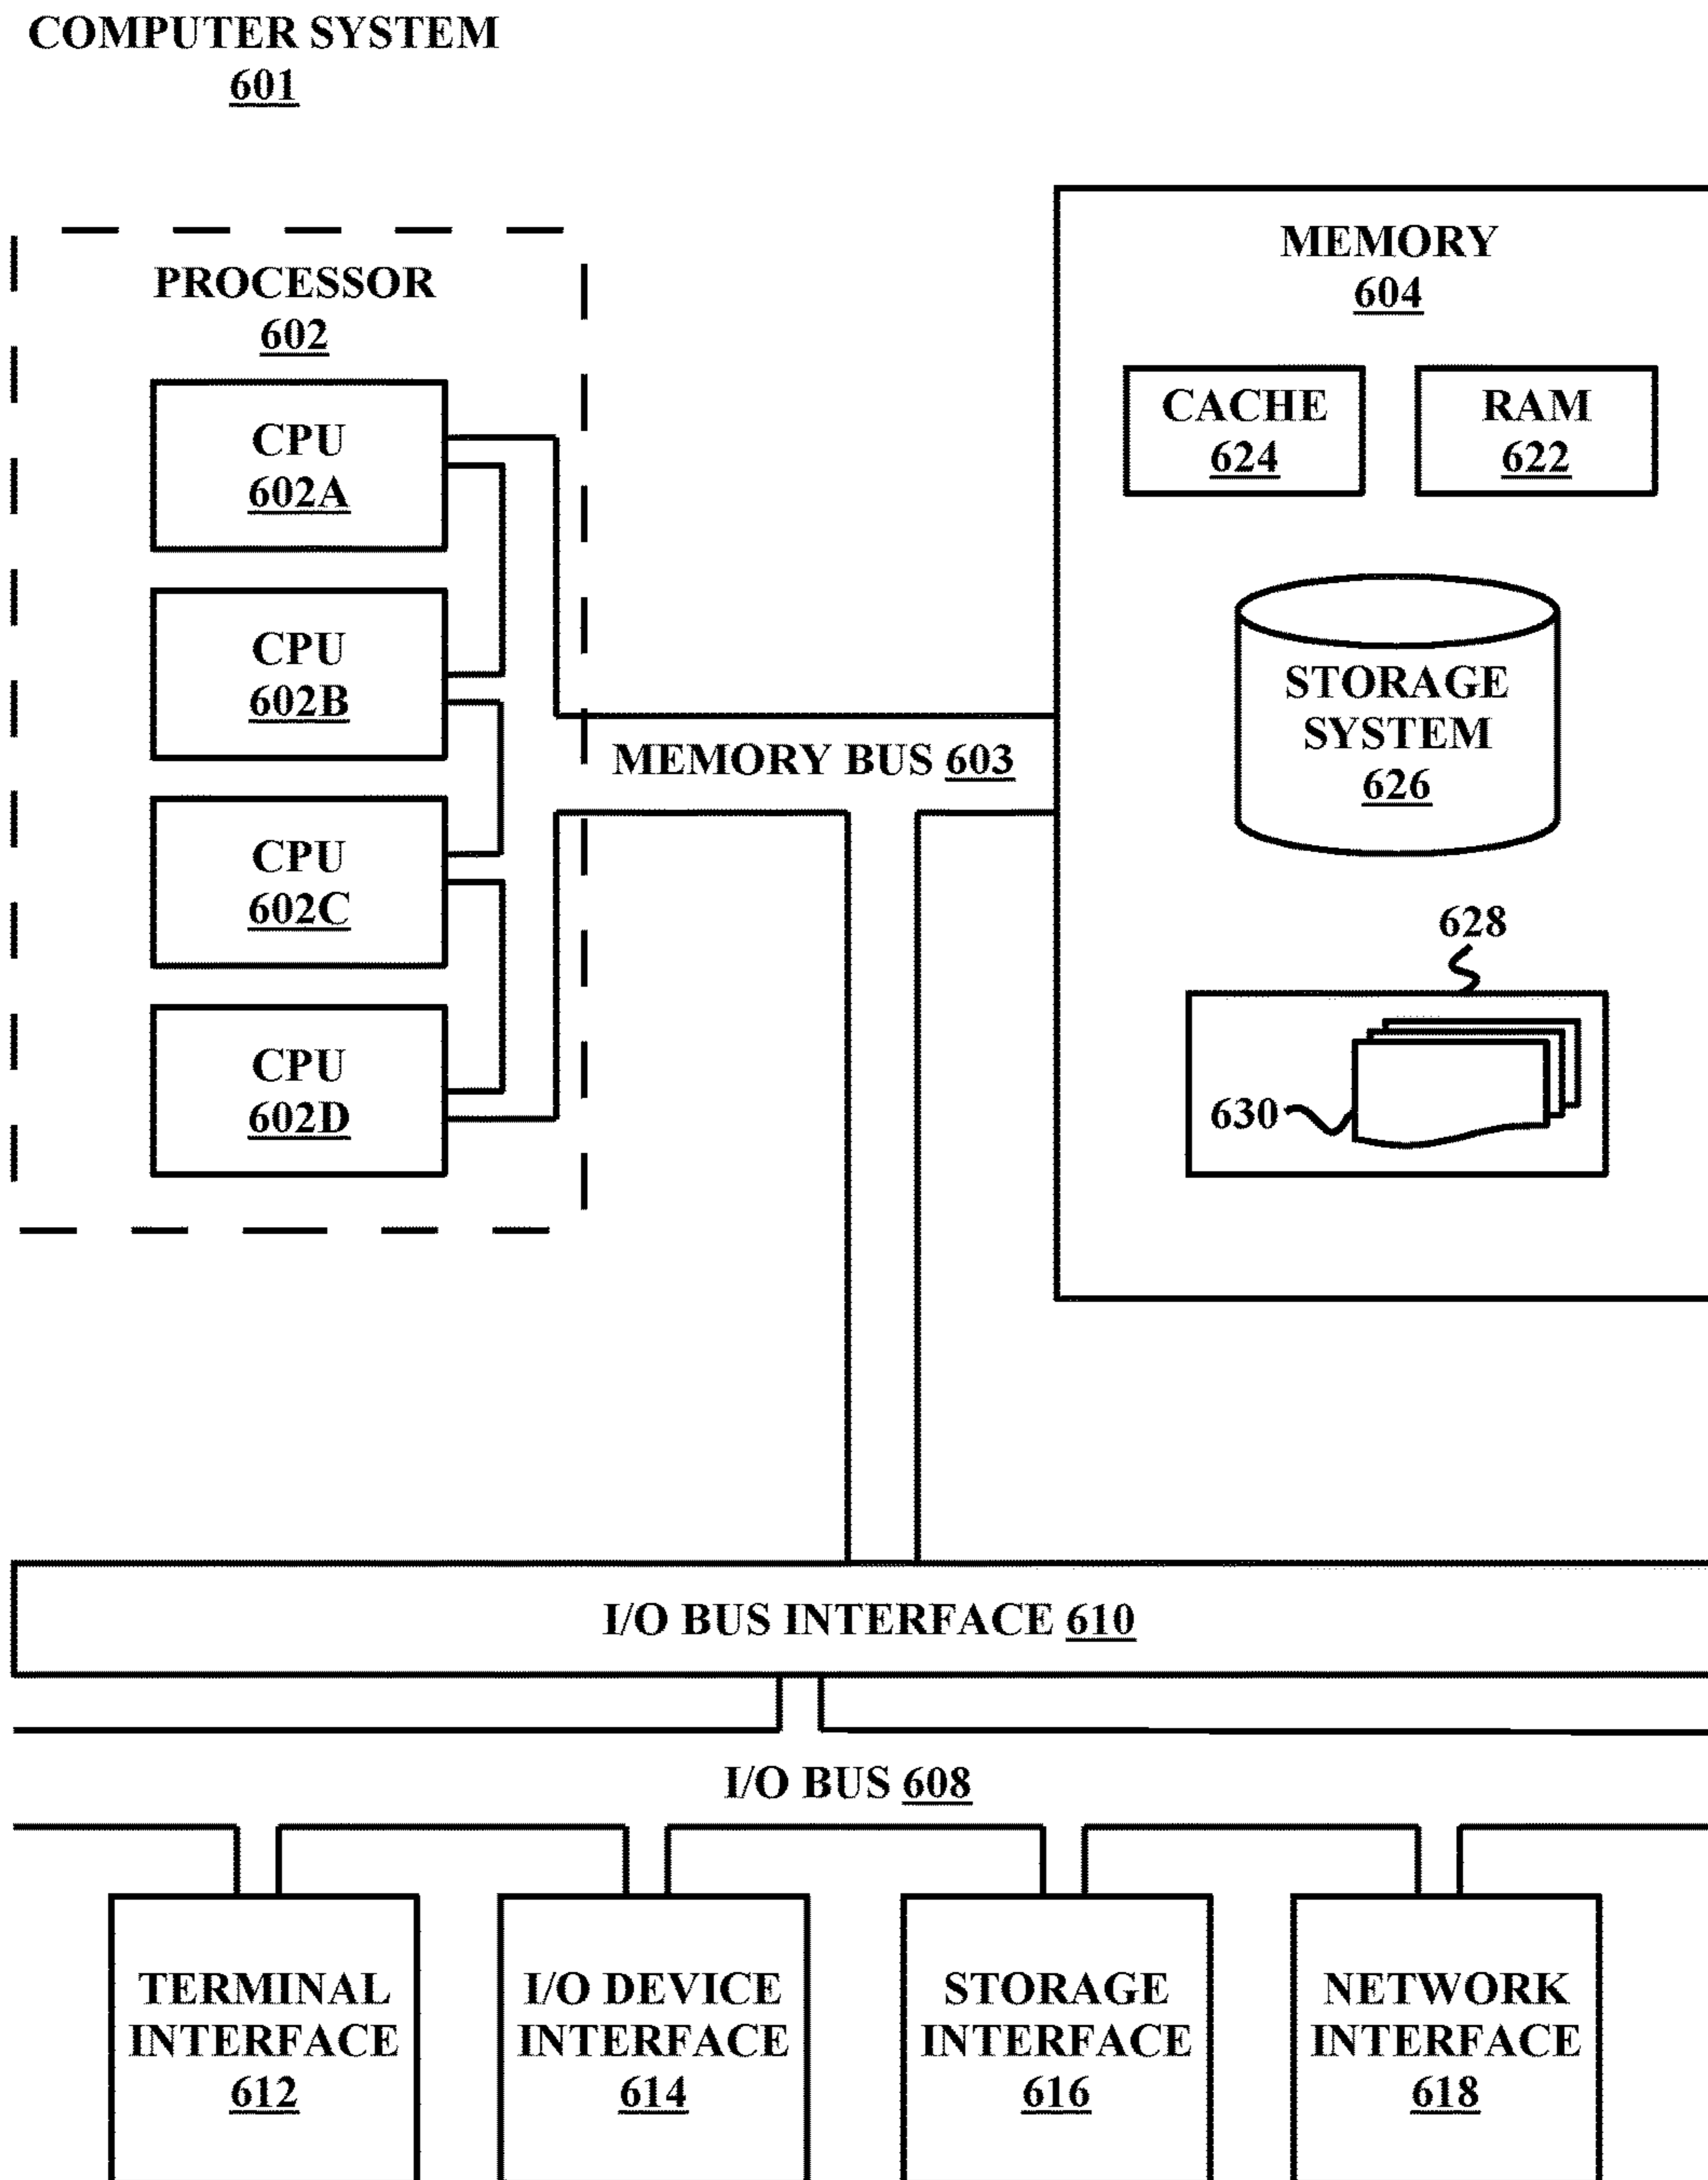 COMPUTER SYSTEM
601
PROCESSOR
602
CPU
602A
CPU
602B
CPU
602C
CPU
602D
MEMORY BUS 603
MEMORY
604
CACHE
624
RAM
622
STORAGE
SYSTEM
626
628
630
I/O BUS INTERFACE 610
I/O BUS 608
TERMINAL
INTERFACE
612
I/O DEVICE
INTERFACE
614
STORAGE
INTERFACE
616
NETWORK
INTERFACE
618